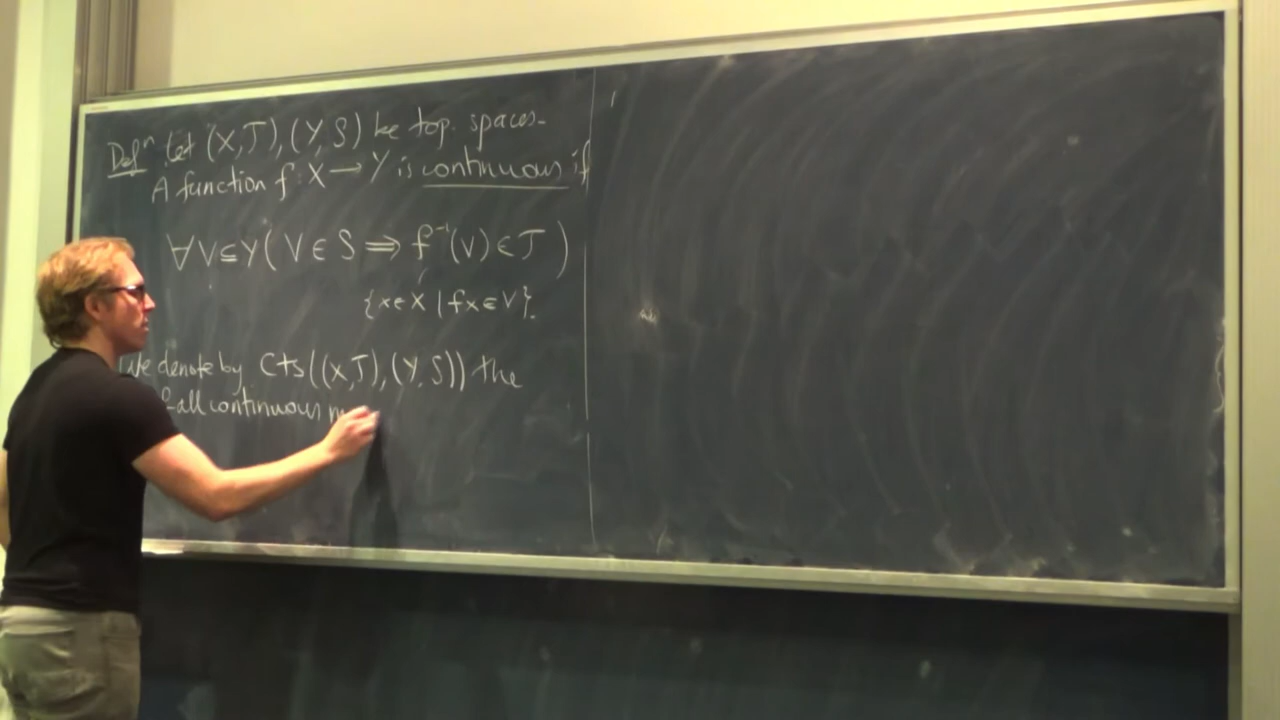 Defⁿ Let (X,T), (Y,S) be top. spaces.
A function f: X → Y is continuous if
∀V⊆Y( V ∈ S ⟹ f⁻¹(V) ∈ T )
{x∈X | fx∈V}.
We denote by Cts((X,T),(Y,S)) the
all continuous